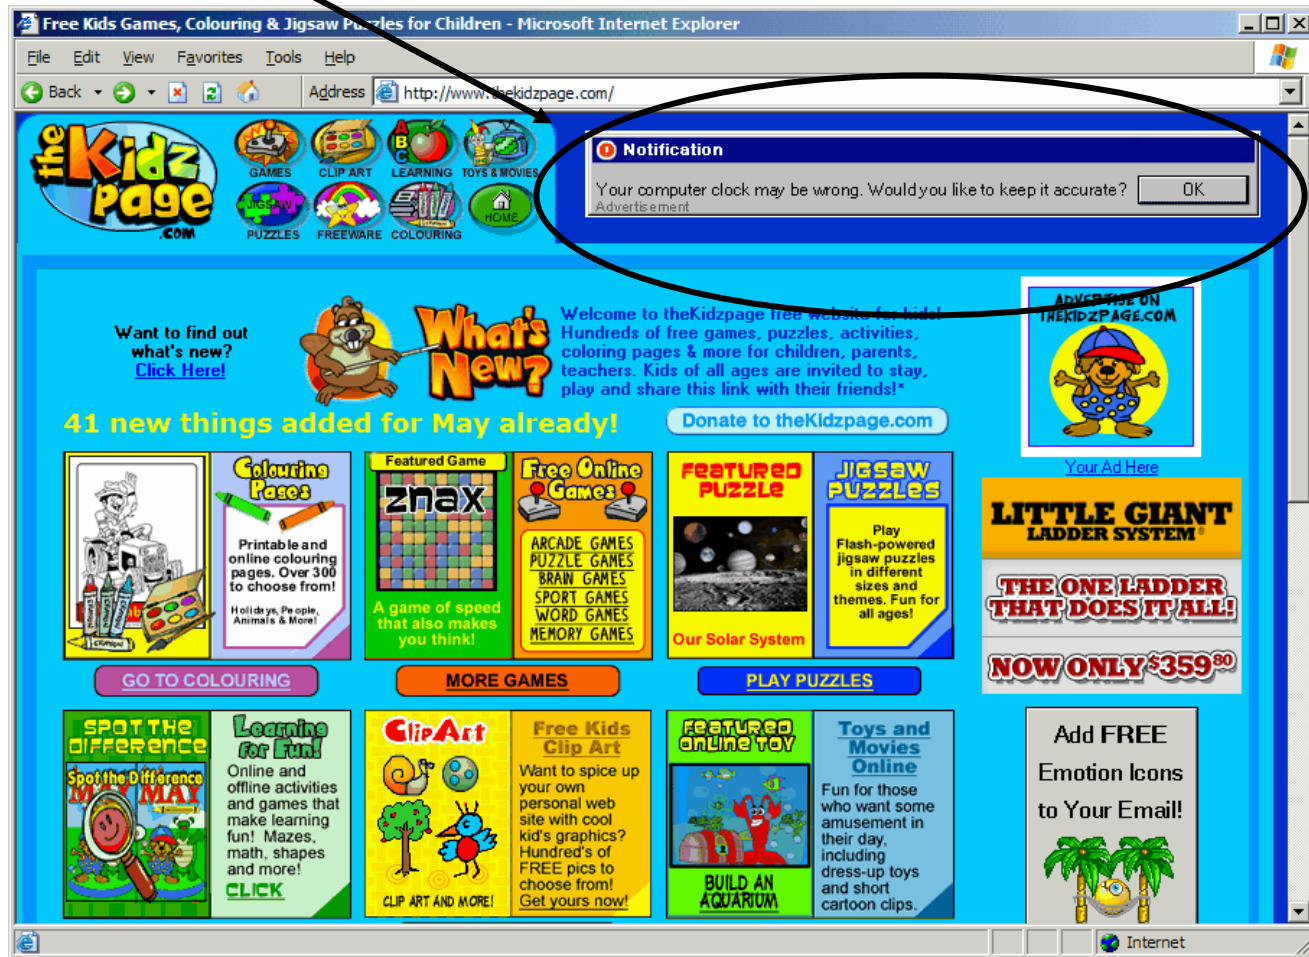 Free Kids Games, Colouring & Jigsaw Puzzles for Children - Microsoft Internet Explorer
File Edit View Favorites Tools Help
Back Address http://www.thekidzpage.com/
the Kidz Page .COM
GAMES CLIP ART LEARNING TOYS & MOVIES
JIGSAW PUZZLES FREEWARE COLOURING HOME
Notification
Your computer clock may be wrong. Would you like to keep it accurate? OK
Advertisement
Want to find out
what's new?
Click Here!
What's
New?
Welcome to theKidzpage free website for kids!
Hundreds of free games, puzzles, activities,
coloring pages & more for children, parents,
teachers. Kids of all ages are invited to stay,
play and share this link with their friends!*
ADVERTISE ON
THEKIDZPAGE.COM
Your Ad Here
41 new things added for May already!
Donate to theKidzpage.com
Colouring
Pages
Printable and
online colouring
pages. Over 300
to choose from!
Holidays, People,
Animals & More!
GO TO COLOURING
Featured Game
znax
A game of speed
that also makes
you think!
Free Online
Games
ARCADE GAMES
PUZZLE GAMES
BRAIN GAMES
SPORT GAMES
WORD GAMES
MEMORY GAMES
MORE GAMES
FEATURED
PUZZLE
Our Solar System
JIGSAW
PUZZLES
Play
Flash-powered
jigsaw puzzles
in different
sizes and
themes. Fun for
all ages!
PLAY PUZZLES
LITTLE GIANT
LADDER SYSTEM
THE ONE LADDER
THAT DOES IT ALL!
NOW ONLY $359 80
SPOT THE
DIFFERENCE
Spot the Difference
MAY MAY
Learning
for Fun!
Online and
offline activities
and games that
make learning
fun! Mazes,
math, shapes
and more!
CLICK
Clip Art
CLIP ART AND MORE!
Free Kids
Clip Art
Want to spice up
your own
personal web
site with cool
kid's graphics?
Hundred's of
FREE pics to
choose from!
Get yours now!
FEATURED
ONLINE TOY
BUILD AN
AQUARIUM
Toys and
Movies
Online
Fun for those
who want some
amusement in
their day,
including
dress-up toys
and short
cartoon clips.
Add FREE
Emotion Icons
to Your Email!
Internet